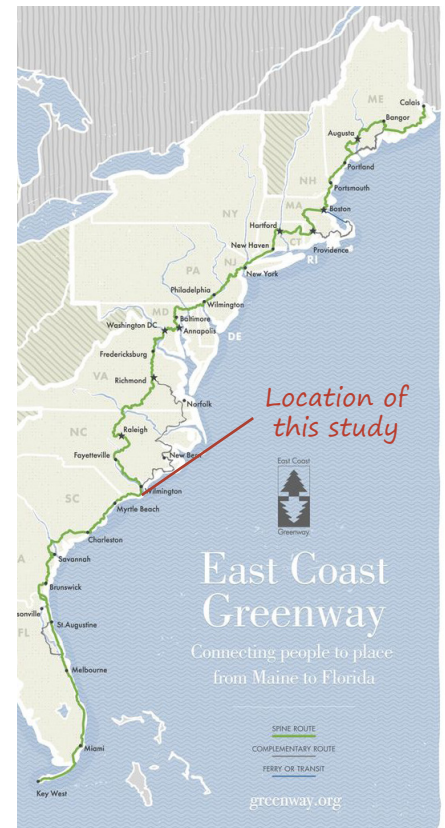 ME
Calais
Bangor
Augusta
Portland
NH
Portsmouth
NY
MA
Boston
Hartford
CT
Providence
RI
New Haven
NJ
New York
PA
Philadelphia
Wilmington
MD
Baltimore
Washington DC
Annapolis
DE
Fredericksburg
VA
Richmond
Norfolk
Location of
this study
NC
Raleigh
New Bern
Fayetteville
Wilmington
SC
Myrtle Beach
Charleston
A
Savannah
Brunswick
sonville
FL
St.Augustine
Melbourne
Miami
Key West
East Coast
Greenway
East Coast
Greenway
Connecting people to place
from Maine to Florida
SPINE ROUTE
COMPLEMENTARY ROUTE
FERRY OR TRANSIT
greenway.org